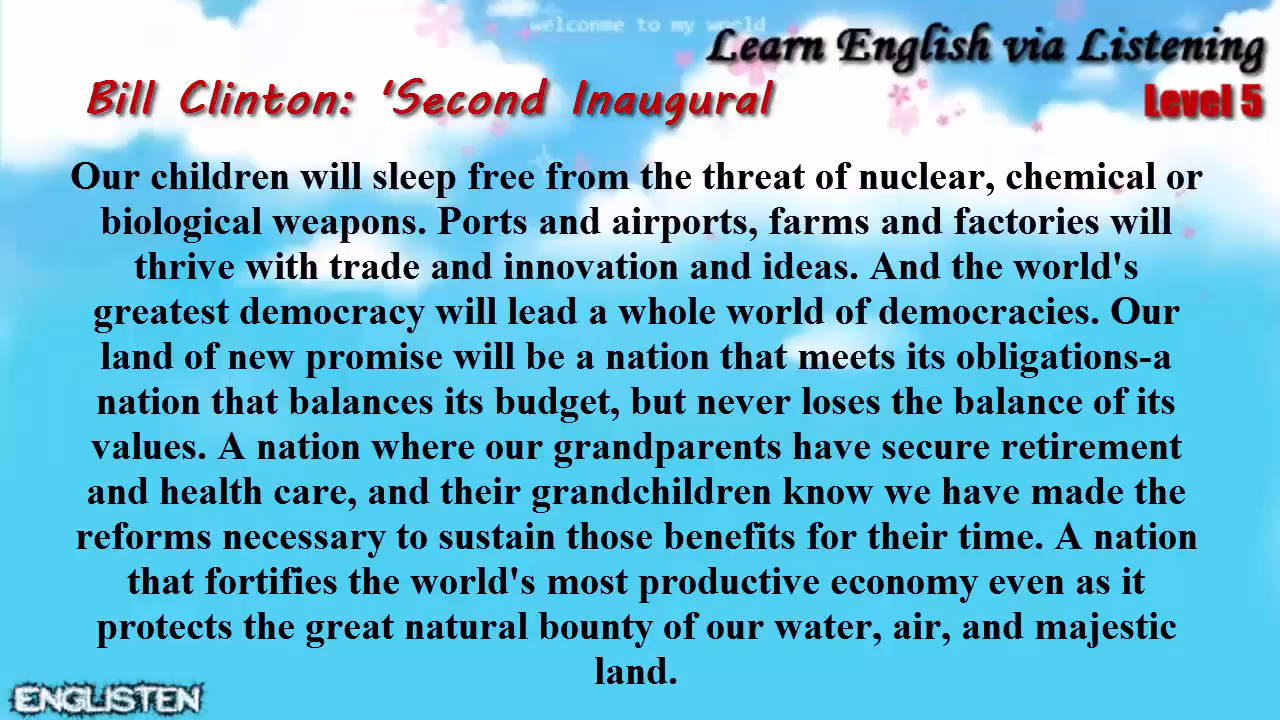 welconme to my world
Learn English via Listening
Bill Clinton: 'Second Inaugural
Level 5
Our children will sleep free from the threat of nuclear, chemical or
biological weapons. Ports and airports, farms and factories will
thrive with trade and innovation and ideas. And the world's
greatest democracy will lead a whole world of democracies. Our
land of new promise will be a nation that meets its obligations-a
nation that balances its budget, but never loses the balance of its
values. A nation where our grandparents have secure retirement
and health care, and their grandchildren know we have made the
reforms necessary to sustain those benefits for their time. A nation
that fortifies the world's most productive economy even as it
protects the great natural bounty of our water, air, and majestic
land.
ENGLISTEN